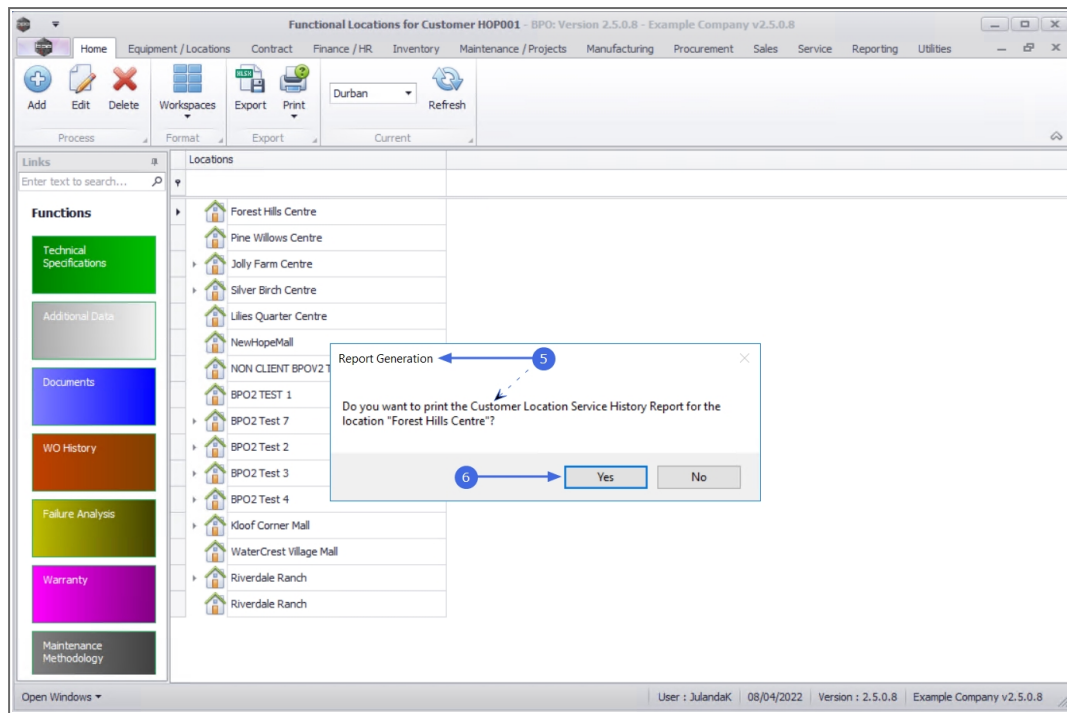 Functional Locations for Customer HOP001 - BPO: Version 2.5.0.8 - Example Company v2.5.0.8
Home Equipment / Locations Contract Finance / HR Inventory Maintenance / Projects Manufacturing Procurement Sales Service Reporting Utilities
Add Edit Delete Workspaces Export Print Durban Refresh
Process Format Export Current
Links
Enter text to search...
Functions
Technical
Specifications
Additional Data
Documents
WO History
Failure Analysis
Warranty
Maintenance
Methodology
Locations
Forest Hills Centre
Pine Willows Centre
Jolly Farm Centre
Silver Birch Centre
Lilies Quarter Centre
NewHopeMall
NON CLIENT BPOV2 T
BPO2 TEST 1
BPO2 Test 7
BPO2 Test 2
BPO2 Test 3
BPO2 Test 4
Kloof Corner Mall
WaterCrest Village Mall
Riverdale Ranch
Riverdale Ranch
Report Generation 5
Do you want to print the Customer Location Service History Report for the
location "Forest Hills Centre"?
6 Yes No
Open Windows User : JulandaK 08/04/2022 Version : 2.5.0.8 Example Company v2.5.0.8